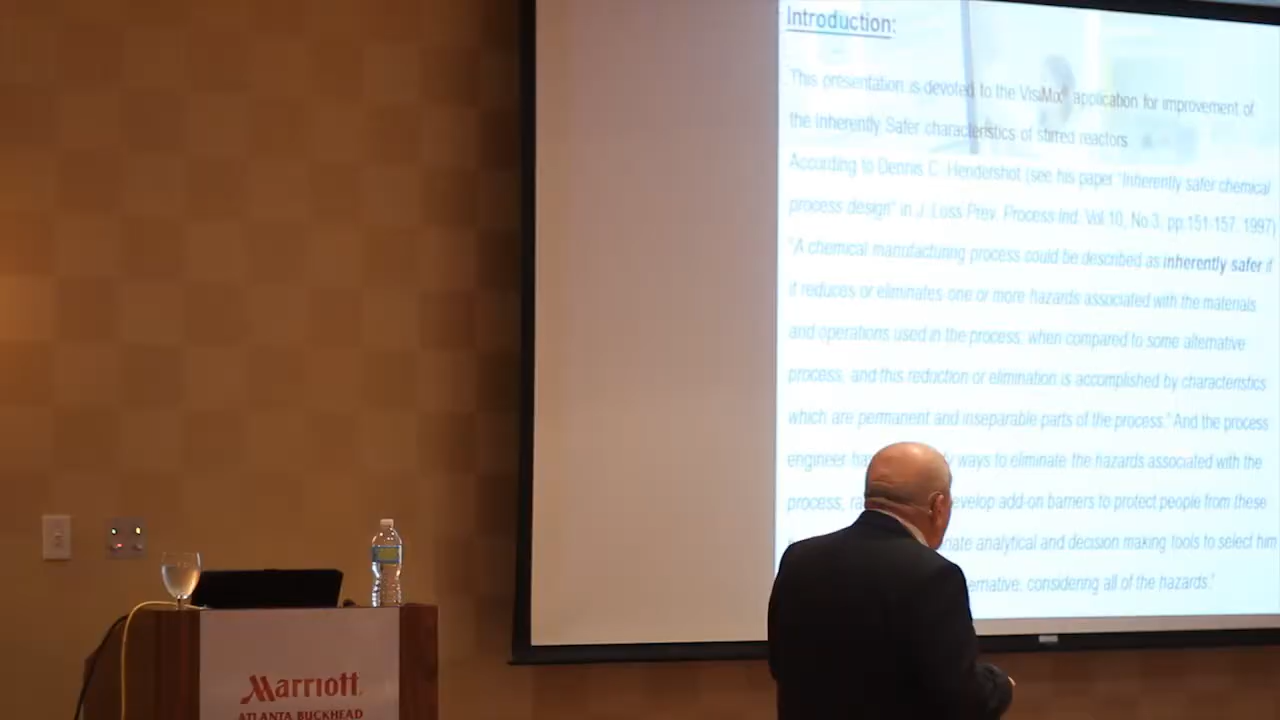 Introduction:
This presentation is devoted to the VisiMix® application for improvement of
the Inherently Safer characteristics of stirred reactors
According to Dennis C. Hendershot (see his paper "Inherently safer chemical
process design" in J. Loss Prev. Process Ind. Vol 10, No 3, pp.151-157, 1997)
"A chemical manufacturing process could be described as inherently safer if
it reduces or eliminates one or more hazards associated with the materials
and operations used in the process, when compared to some alternative
process, and this reduction or elimination is accomplished by characteristics
which are permanent and inseparable parts of the process." And the process
engineer ways to eliminate the hazards associated with the
process, add-on barriers to protect people from these
analytical and decision making tools to select him
considering all of the hazards."
Marriott
ATLANTA BUCKHEAD